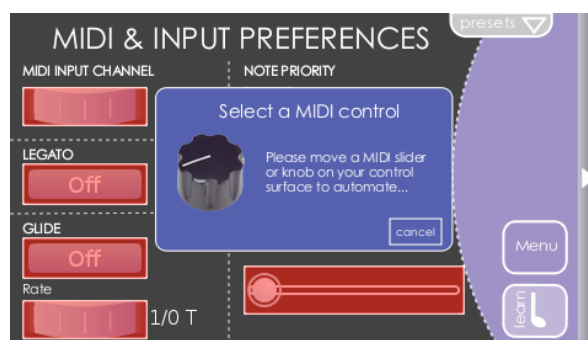 presets
MIDI & INPUT PREFERENCES
MIDI INPUT CHANNEL
NOTE PRIORITY
Select a MIDI control
Please move a MIDI slider
or knob on your control
surface to automate...
cancel
LEGATO
Off
GLIDE
Off
Rate
1/0 T
Menu
learn